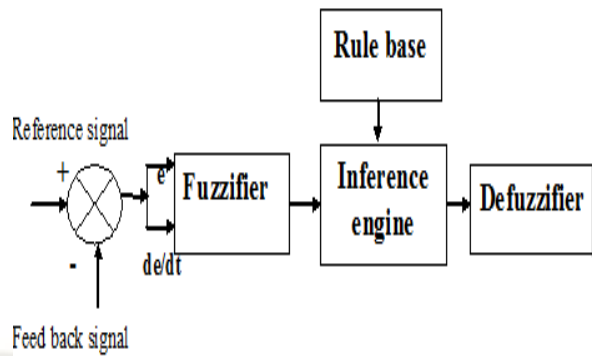 Rule base
Reference signal
+
e
Fuzzifier
Inference
engine
Defuzzifier
-
de/dt
Feed back signal